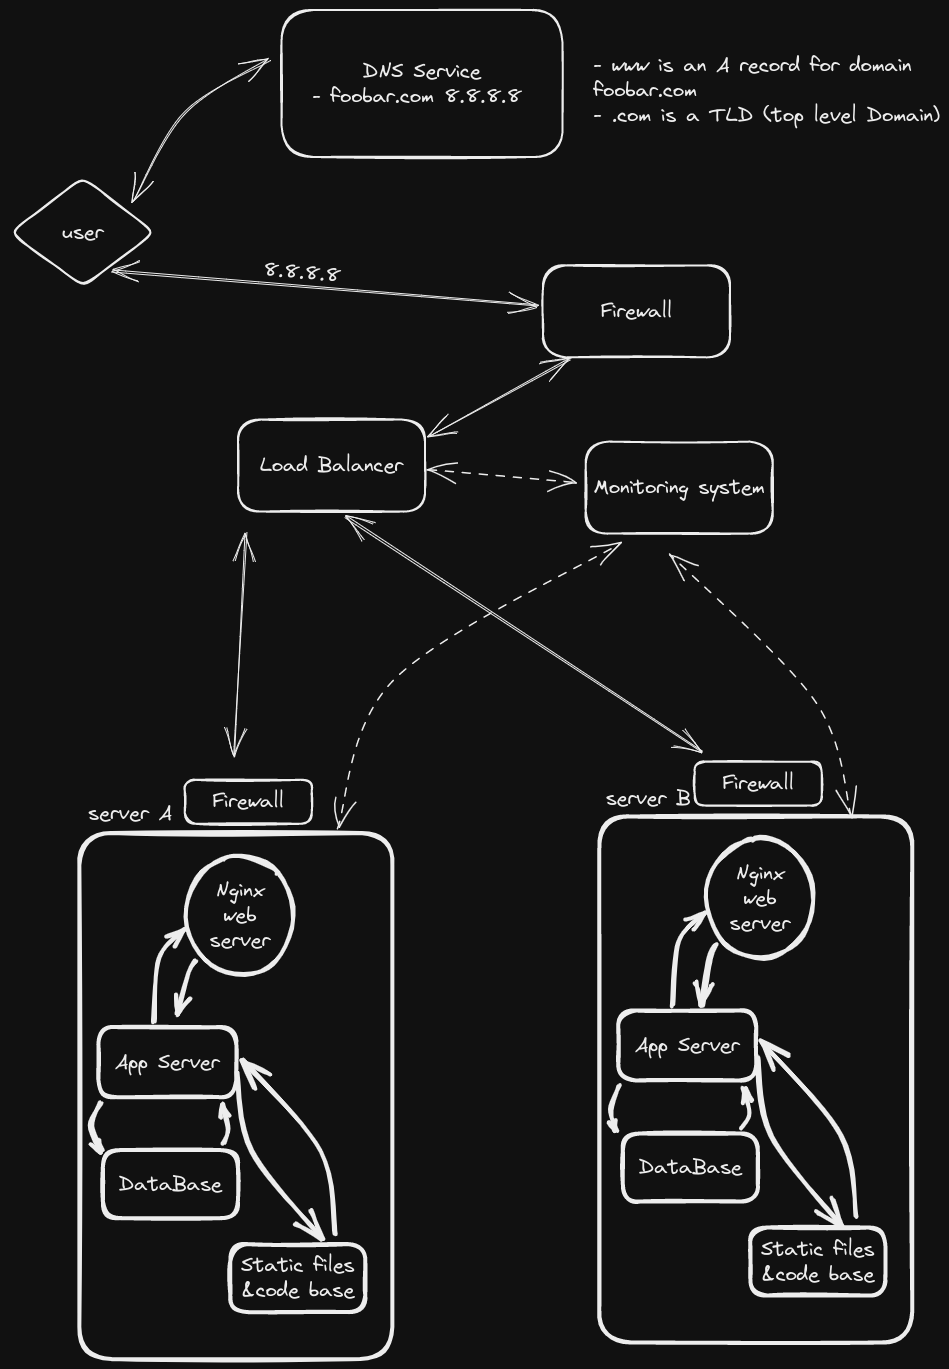 DNS Service
- foobar.com 8.8.8.8
- www is an A record for domain
foobar.com
- .com is a TLD (top level Domain)
user
8.8.8.8
Firewall
Load Balancer
Monitoring system
server A
Firewall
server B
Firewall
Nginx
web
server
App Server
DataBase
Static files
&code base
Nginx
web
server
App Server
DataBase
Static files
&code base